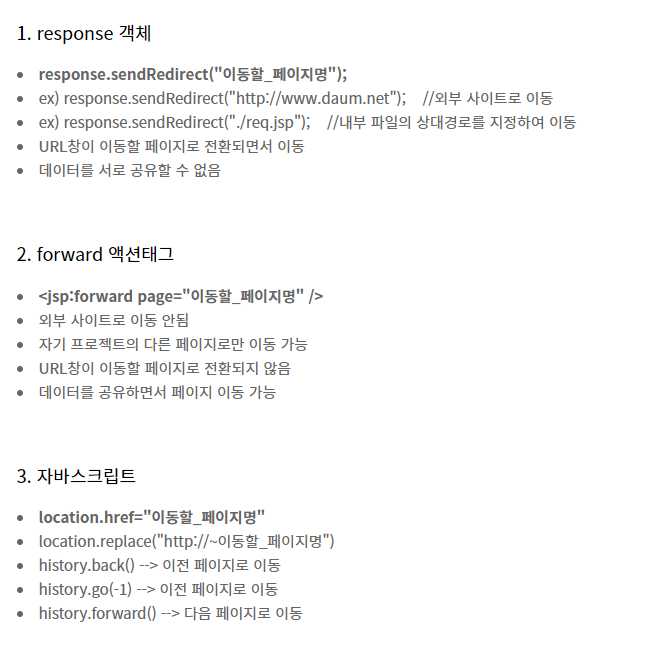 1. response 객체
• response.sendRedirect("이동할_페이지명");
• ex) response.sendRedirect("http://www.daum.net");    //외부 사이트로 이동
• ex) response.sendRedirect("./req.jsp");    //내부 파일의 상대경로를 지정하여 이동
• URL창이 이동할 페이지로 전환되면서 이동
• 데이터를 서로 공유할 수 없음
2. forward 액션태그
• <jsp:forward page="이동할_페이지명" />
• 외부 사이트로 이동 안됨
• 자기 프로젝트의 다른 페이지로만 이동 가능
• URL창이 이동할 페이지로 전환되지 않음
• 데이터를 공유하면서 페이지 이동 가능
3. 자바스크립트
• location.href="이동할_페이지명"
• location.replace("http://~이동할_페이지명")
• history.back() --> 이전 페이지로 이동
• history.go(-1) --> 이전 페이지로 이동
• history.forward() --> 다음 페이지로 이동